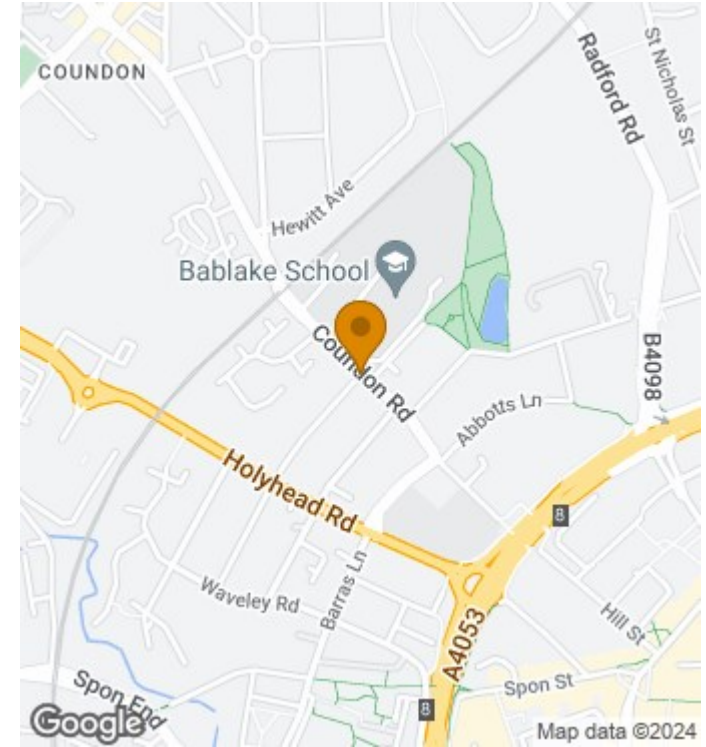 COUNDON
Radford Rd
St Nicholas St
Hewitt Ave
Bablake School
Coundon Rd
B4098
Abbotts Ln
Holyhead Rd
8
Barras Ln
Waveley Rd
A4053
Hill St
Spon End
Spon St
8
Google
Map data ©2024